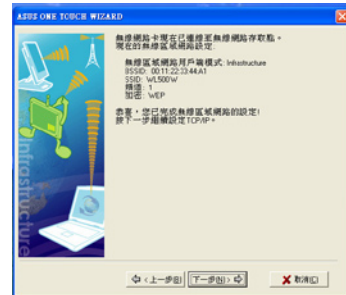 ASUS ONE TOUCH WIZARD
無線網路卡現在已連線至無線網路存取點。
現在的無線區域網路設定:
無線區域網路用戶端模式: Infrastructure
BSSID: 00:11:22:33:44:A1
SSID: WL500W
頻道: 1
加密: WEP
恭喜,您已完成無線區域網路的設定!
按下一步繼續設定TCP/IP。
Infrastructure
< 上一步(B)
下一步(N) >
取消(C)